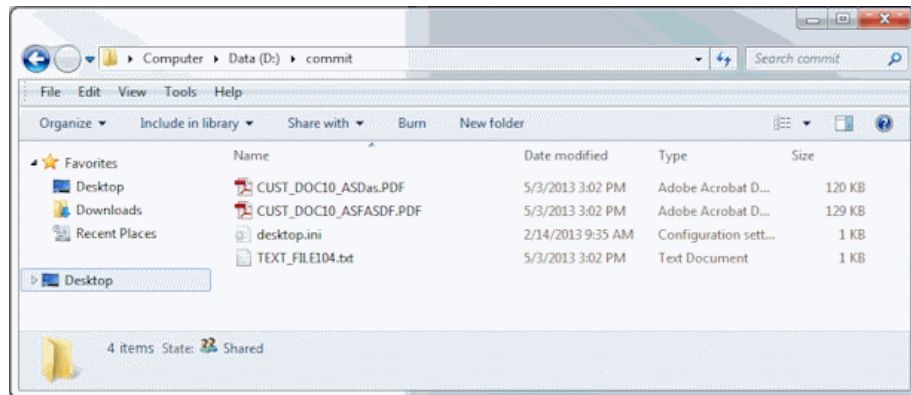 Computer ▸ Data (D:) ▸ commit
Search commit
File Edit View Tools Help
Organize Include in library Share with Burn New folder
Name Date modified Type Size
Favorites
Desktop
Downloads
Recent Places
Desktop
CUST_DOC10_ASDas.PDF 5/3/2013 3:02 PM Adobe Acrobat D... 120 KB
CUST_DOC10_ASFASDF.PDF 5/3/2013 3:02 PM Adobe Acrobat D... 129 KB
desktop.ini 2/14/2013 9:35 AM Configuration sett... 1 KB
TEXT_FILE104.txt 5/3/2013 3:02 PM Text Document 1 KB
4 items State: Shared